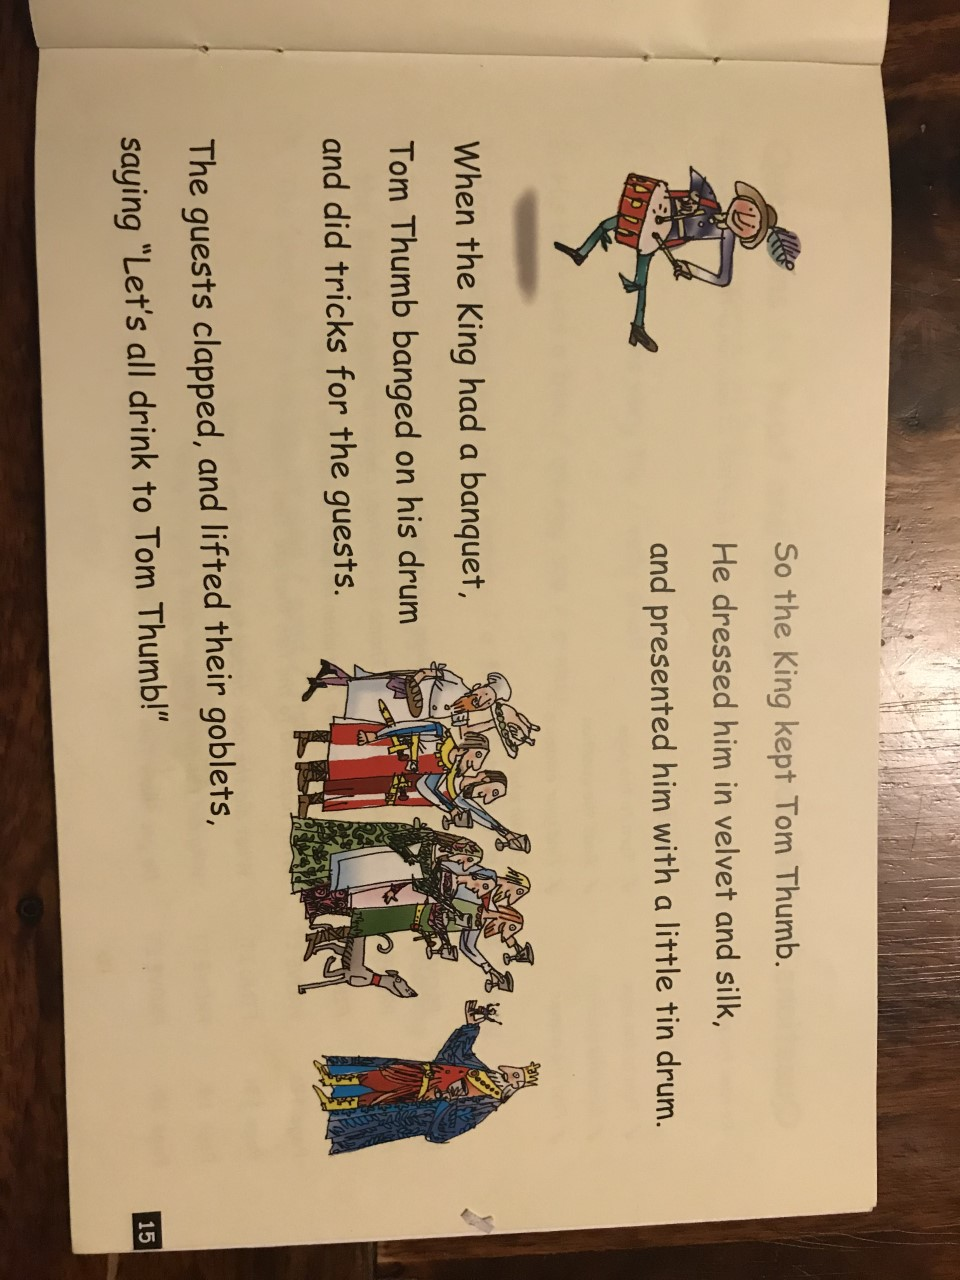 So the King kept Tom Thumb.
He dressed him in velvet and silk,
and presented him with a little tin drum.
When the King had a banquet,
Tom Thumb banged on his drum
and did tricks for the guests.
The guests clapped, and lifted their goblets,
saying “Let's all drink to Tom Thumb!”
15